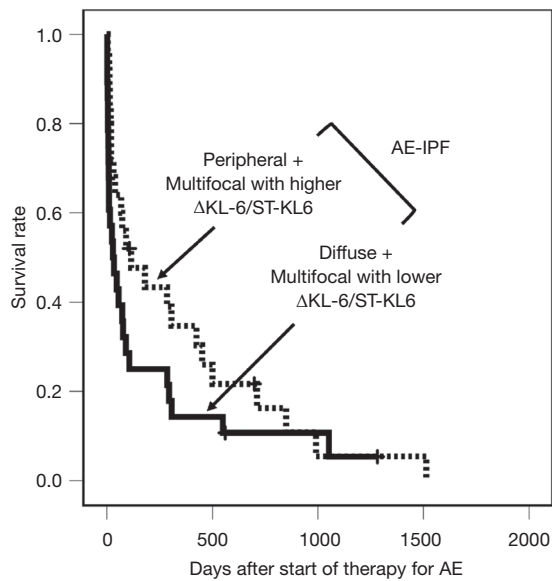 Survival rate
1.0
0.8
0.6
0.4
0.2
0.0
AE-IPF
Peripheral +
Multifocal with higher
ΔKL-6/ST-KL6
Diffuse +
Multifocal with lower
ΔKL-6/ST-KL6
0 500 1000 1500 2000
Days after start of therapy for AE